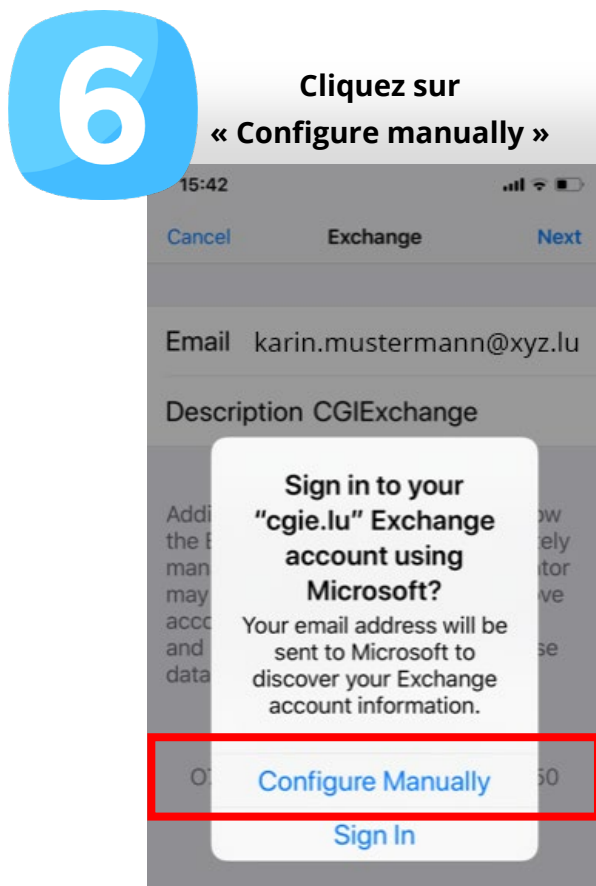 6
Cliquez sur
« Configure manually »
15:42
Cancel Exchange Next
Email karin.mustermann@xyz.lu
Description CGIExchange
Sign in to your
“cgie.lu” Exchange
account using
Microsoft?
Your email address will be
sent to Microsoft to
discover your Exchange
account information.
Configure Manually
Sign In